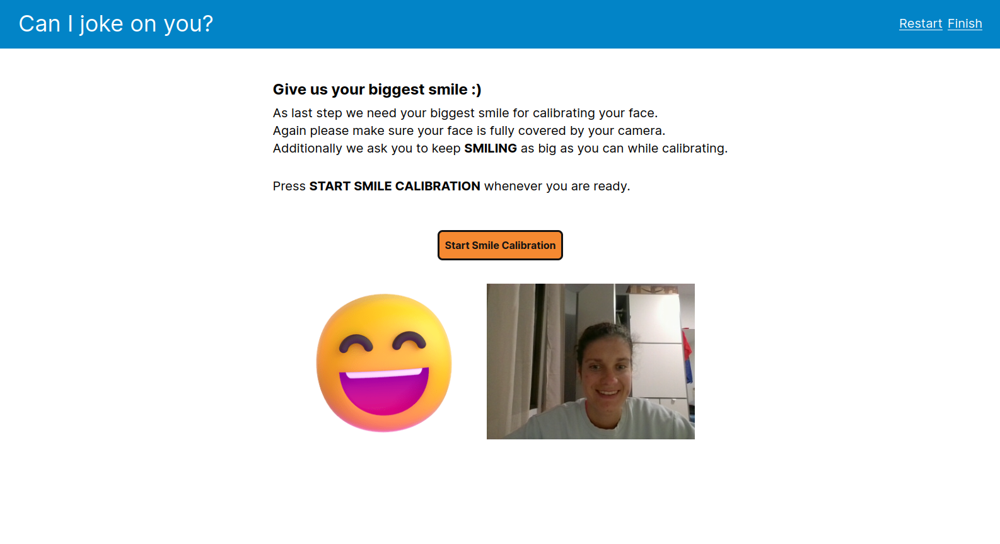 Can I joke on you?
Restart Finish
Give us your biggest smile :)
As last step we need your biggest smile for calibrating your face.
Again please make sure your face is fully covered by your camera.
Additionally we ask you to keep SMILING as big as you can while calibrating.
Press START SMILE CALIBRATION whenever you are ready.
Start Smile Calibration